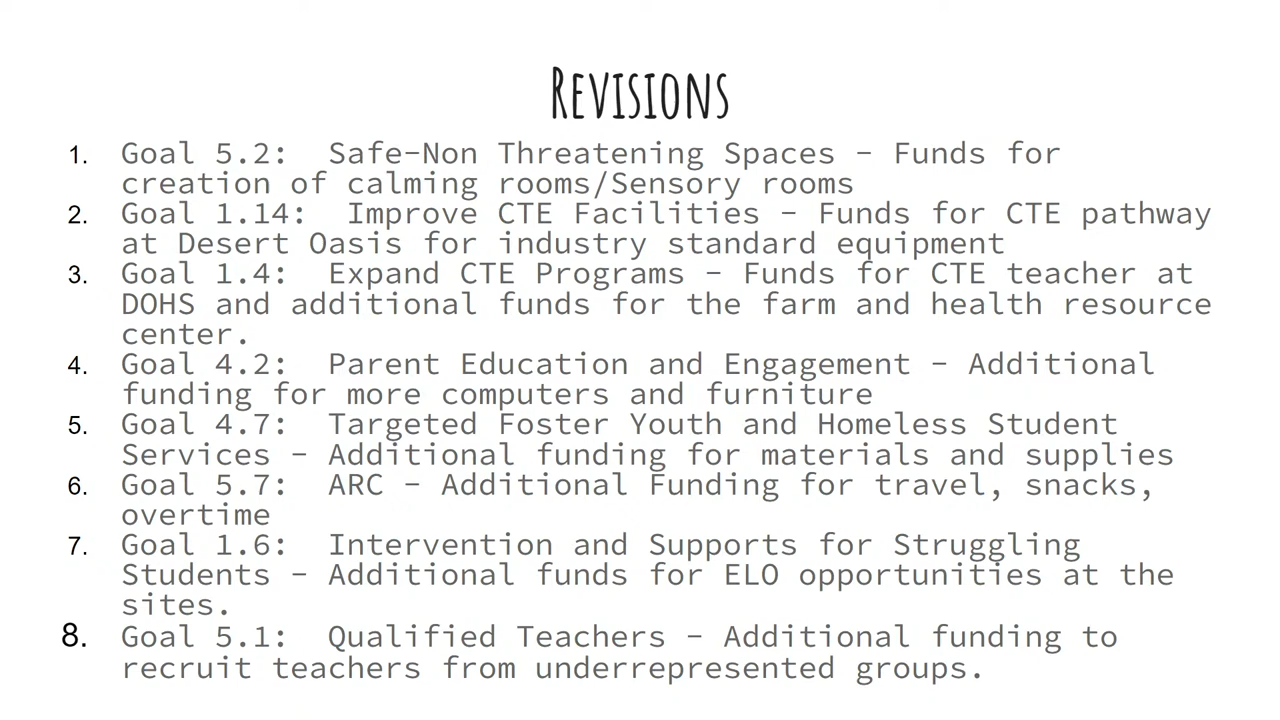 Revisions
1. Goal 5.2: Safe-Non Threatening Spaces - Funds for
creation of calming rooms/Sensory rooms
2. Goal 1.14: Improve CTE Facilities - Funds for CTE pathway
at Desert Oasis for industry standard equipment
3. Goal 1.4: Expand CTE Programs - Funds for CTE teacher at
DOHS and additional funds for the farm and health resource
center.
4. Goal 4.2: Parent Education and Engagement - Additional
funding for more computers and furniture
5. Goal 4.7: Targeted Foster Youth and Homeless Student
Services - Additional funding for materials and supplies
6. Goal 5.7: ARC - Additional Funding for travel, snacks,
overtime
7. Goal 1.6: Intervention and Supports for Struggling
Students - Additional funds for ELO opportunities at the
sites.
8. Goal 5.1: Qualified Teachers - Additional funding to
recruit teachers from underrepresented groups.